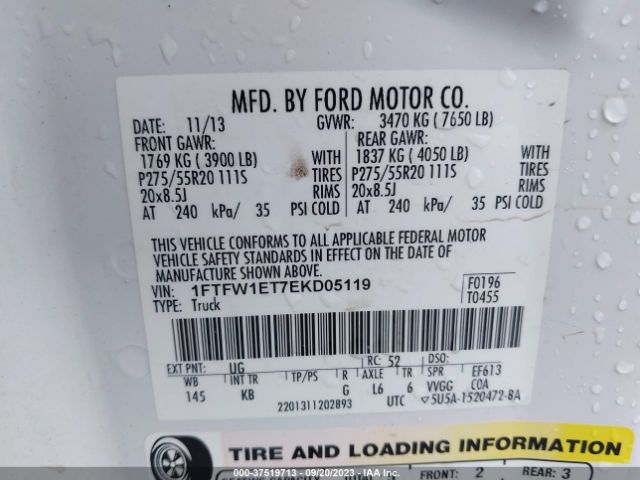 MFD. BY FORD MOTOR CO.
DATE: 11/13 GVWR: 3470 KG ( 7650 LB)
FRONT GAWR: REAR GAWR:
1769 KG ( 3900 LB) WITH 1837 KG ( 4050 LB) WITH
P275/55R20 111S TIRES P275/55R20 111S TIRES
20x8.5J RIMS 20x8.5J RIMS
AT 240 kPa/ 35 PSI COLD AT 240 kPa/ 35 PSI COLD
THIS VEHICLE CONFORMS TO ALL APPLICABLE FEDERAL MOTOR
VEHICLE SAFETY STANDARDS IN EFFECT ON THE DATE OF
MANUFACTURE SHOWN ABOVE.
VIN: 1FTFW1ET7EKD05119 F0196
TYPE: Truck T0455
EXT PNT: UG RC: 52 DSO:
WB INT TR TP/PS R AXLE TR SPR EF613
145 KB G L6 6 VVGG COA
2201311202893 UTC ▽5U5A-1520472-BA
TIRE AND LOADING INFORMATION
SEATING CAPACITY TOTAL FRONT: 2 REAR: 3
000-37519713 - 09/20/2023 - IAA Inc.